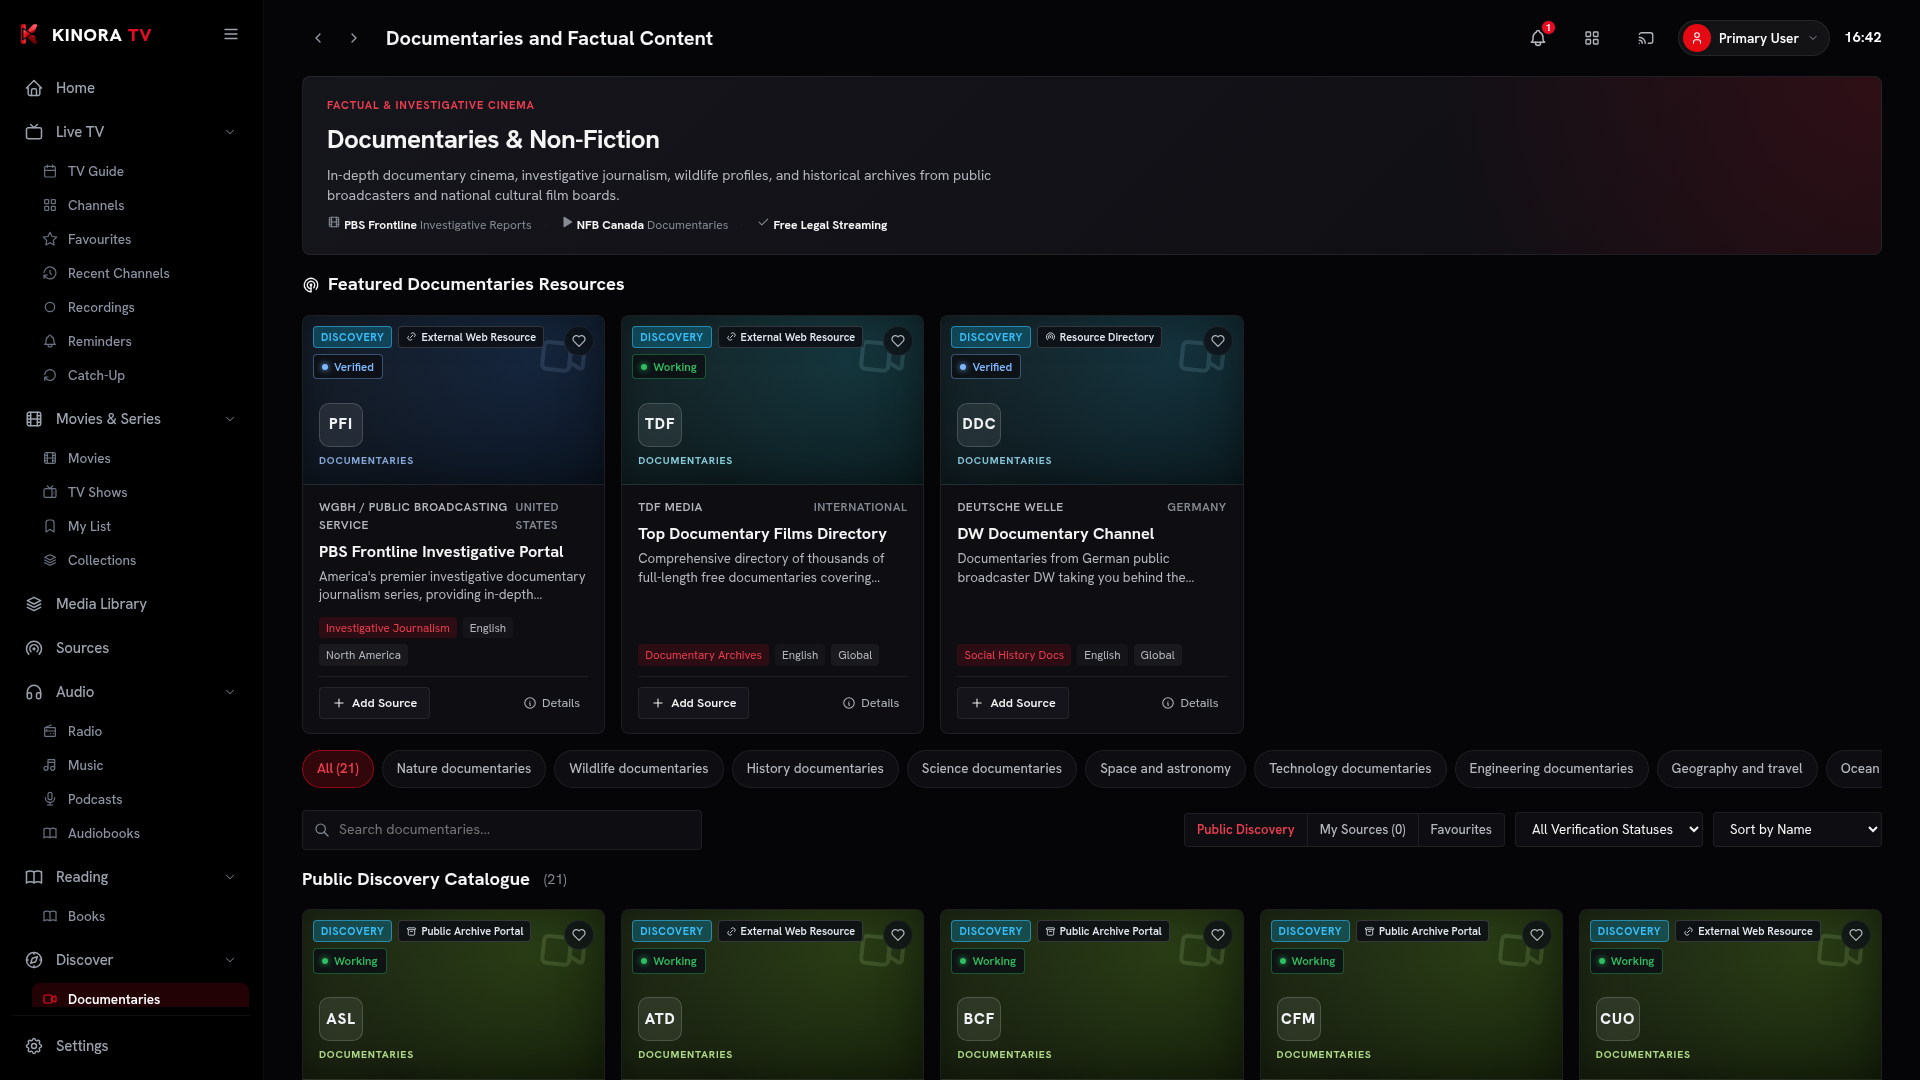 KINORA TV
Home
Live TV
TV Guide
Channels
Favourites
Recent Channels
Recordings
Reminders
Catch-Up
Movies & Series
Movies
TV Shows
My List
Collections
Media Library
Sources
Audio
Radio
Music
Podcasts
Audiobooks
Reading
Books
Discover
Documentaries
Settings
Documentaries and Factual Content
1
Primary User
16:42
FACTUAL & INVESTIGATIVE CINEMA
Documentaries & Non-Fiction
In-depth documentary cinema, investigative journalism, wildlife profiles, and historical archives from public
broadcasters and national cultural film boards.
PBS Frontline Investigative Reports · NFB Canada Documentaries · Free Legal Streaming
Featured Documentaries Resources
DISCOVERY External Web Resource
Verified
PFI
DOCUMENTARIES
WGBH / PUBLIC BROADCASTING UNITED
SERVICE STATES
PBS Frontline Investigative Portal
America's premier investigative documentary
journalism series, providing in-depth...
Investigative Journalism English
North America
Add Source Details
DISCOVERY External Web Resource
Working
TDF
DOCUMENTARIES
TDF MEDIA INTERNATIONAL
Top Documentary Films Directory
Comprehensive directory of thousands of
full-length free documentaries covering...
Documentary Archives English Global
Add Source Details
DISCOVERY Resource Directory
Verified
DDC
DOCUMENTARIES
DEUTSCHE WELLE GERMANY
DW Documentary Channel
Documentaries from German public
broadcaster DW taking you behind the...
Social History Docs English Global
Add Source Details
All (21) Nature documentaries Wildlife documentaries History documentaries Science documentaries Space and astronomy Technology documentaries Engineering documentaries Geography and travel Ocean
Search documentaries...
Public Discovery My Sources (0) Favourites All Verification Statuses Sort by Name
Public Discovery Catalogue (21)
DISCOVERY Public Archive Portal
Working
ASL
DOCUMENTARIES
DISCOVERY External Web Resource
Working
ATD
DOCUMENTARIES
DISCOVERY Public Archive Portal
Working
BCF
DOCUMENTARIES
DISCOVERY Public Archive Portal
Working
CFM
DOCUMENTARIES
DISCOVERY External Web Resource
Working
CUO
DOCUMENTARIES